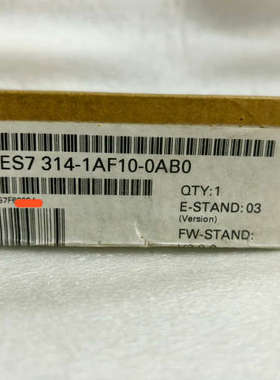 ES7 314-1AF10-0AB0
QTY:1
E-STAND: 03
(Version)
FW-STAND: